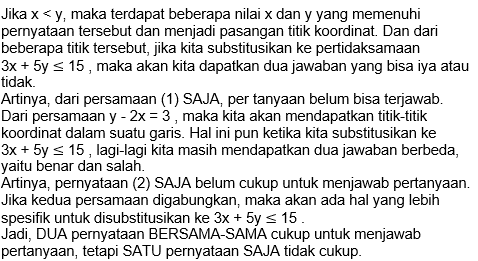 Jika x < y, maka terdapat beberapa nilai x dan y yang memenuhi
pernyataan tersebut dan menjadi pasangan titik koordinat. Dan dari
beberapa titik tersebut, jika kita substitusikan ke pertidaksamaan
3x + 5y ≤ 15 , maka akan kita dapatkan dua jawaban yang bisa iya atau
tidak.
Artinya, dari persamaan (1) SAJA, per tanyaan belum bisa terjawab.
Dari persamaan y - 2x = 3 , maka kita akan mendapatkan titik-titik
koordinat dalam suatu garis. Hal ini pun ketika kita substitusikan ke
3x + 5y ≤ 15 , lagi-lagi kita masih mendapatkan dua jawaban berbeda,
yaitu benar dan salah.
Artinya, pernyataan (2) SAJA belum cukup untuk menjawab pertanyaan.
Jika kedua persamaan digabungkan, maka akan ada hal yang lebih
spesifik untuk disubstitusikan ke 3x + 5y ≤ 15 .
Jadi, DUA pernyataan BERSAMA-SAMA cukup untuk menjawab
pertanyaan, tetapi SATU pernyataan SAJA tidak cukup.